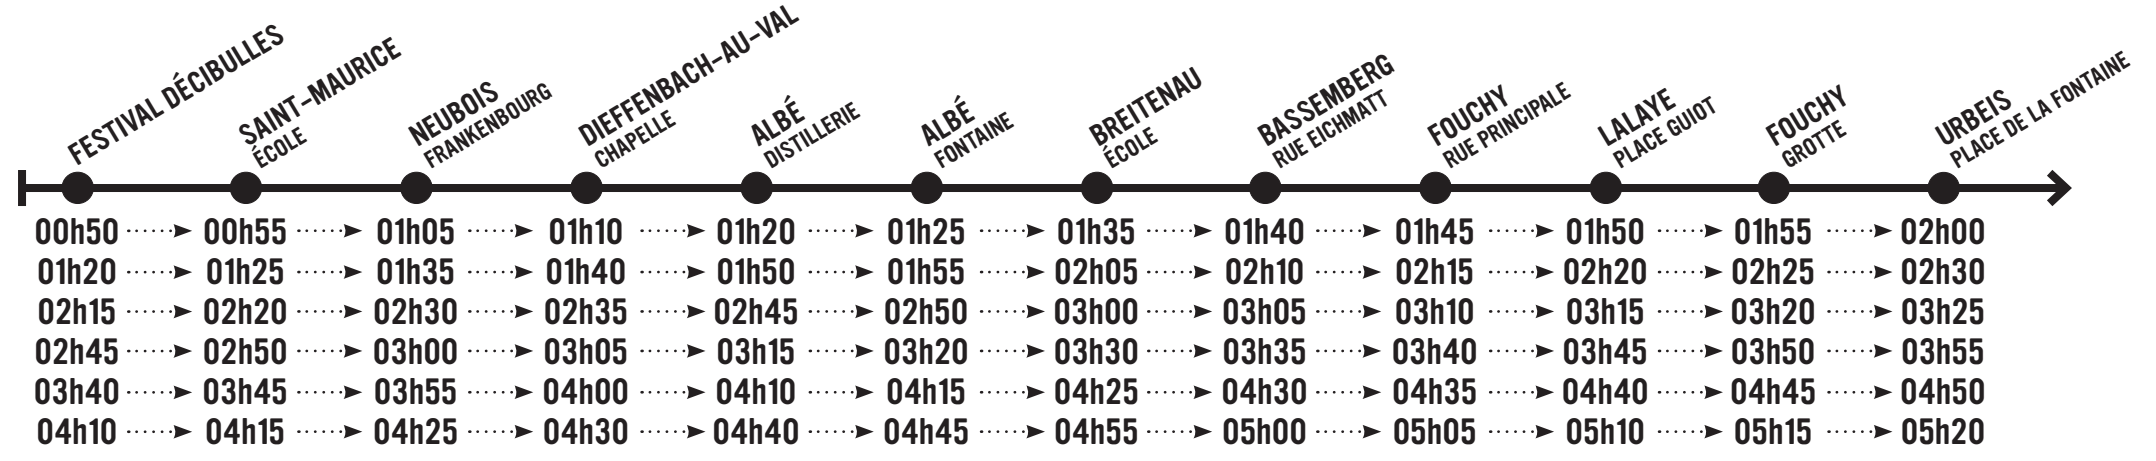 FESTIVAL DÉCIBULLES
SAINT-MAURICE
ÉCOLE
NEUBOIS
FRANKENBOURG
DIEFFENBACH-AU-VAL
CHAPELLE
ALBÉ
DISTILLERIE
ALBÉ
FONTAINE
BREITENAU
ÉCOLE
BASSEMBERG
RUE EICHMATT
FOUCHY
RUE PRINCIPALE
LALAYE
PLACE GUIOT
FOUCHY
GROTTE
URBEIS
PLACE DE LA FONTAINE
00h50 00h55 01h05 01h10 01h20 01h25 01h35 01h40 01h45 01h50 01h55 02h00
01h20 01h25 01h35 01h40 01h50 01h55 02h05 02h10 02h15 02h20 02h25 02h30
02h15 02h20 02h30 02h35 02h45 02h50 03h00 03h05 03h10 03h15 03h20 03h25
02h45 02h50 03h00 03h05 03h15 03h20 03h30 03h35 03h40 03h45 03h50 03h55
03h40 03h45 03h55 04h00 04h10 04h15 04h25 04h30 04h35 04h40 04h45 04h50
04h10 04h15 04h25 04h30 04h40 04h45 04h55 05h00 05h05 05h10 05h15 05h20